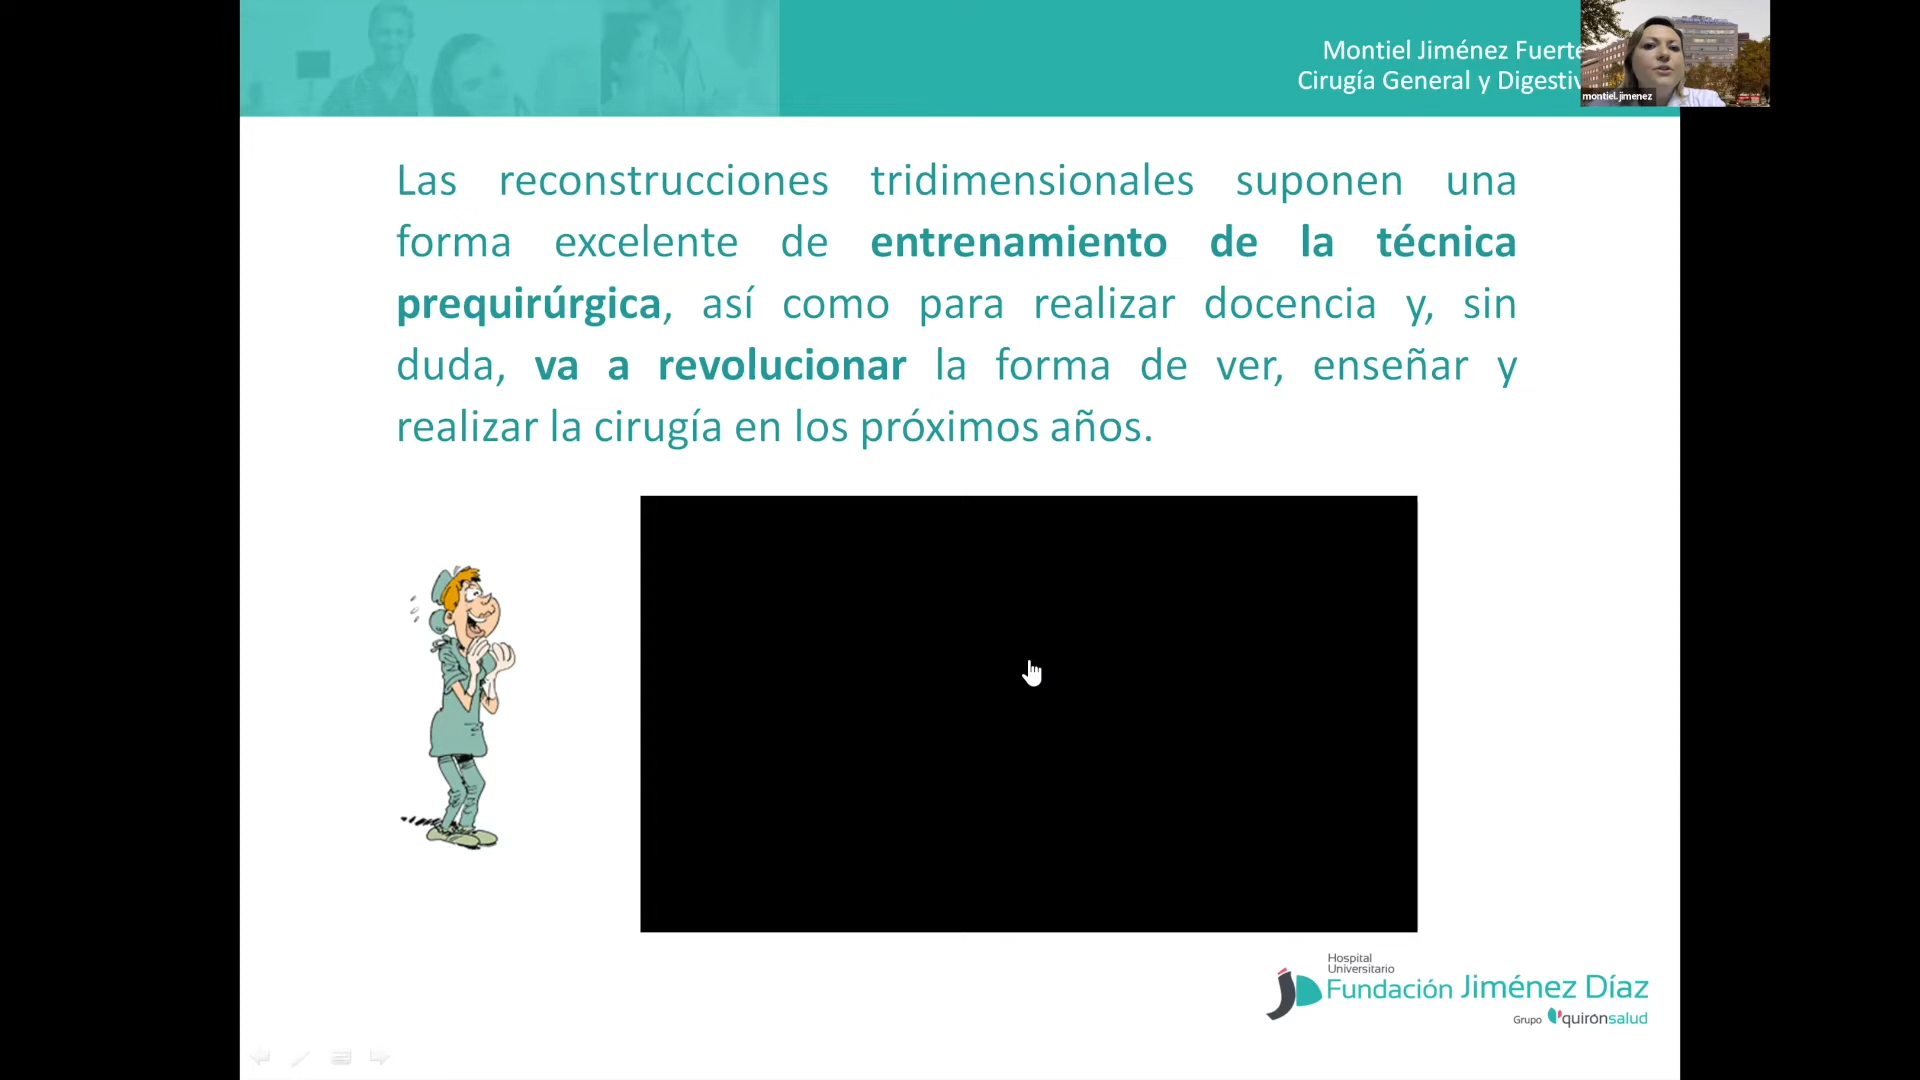 Montiel Jiménez Fuerte
Cirugía General y Digestiv
montiel.jimenez
Las reconstrucciones tridimensionales suponen una
forma excelente de entrenamiento de la técnica
prequirúrgica, así como para realizar docencia y, sin
duda, va a revolucionar la forma de ver, enseñar y
realizar la cirugía en los próximos años.
Hospital
Universitario
Fundación Jiménez Díaz
Grupo quirónsalud